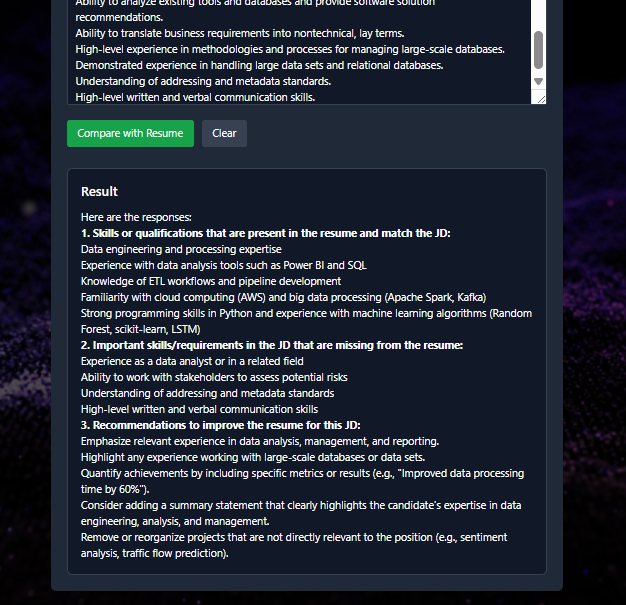 Ability to analyze existing tools and databases and provide software solution
recommendations.
Ability to translate business requirements into nontechnical, lay terms.
High-level experience in methodologies and processes for managing large-scale databases.
Demonstrated experience in handling large data sets and relational databases.
Understanding of addressing and metadata standards.
High-level written and verbal communication skills.
Compare with Resume
Clear
Result
Here are the responses:
1. Skills or qualifications that are present in the resume and match the JD:
Data engineering and processing expertise
Experience with data analysis tools such as Power BI and SQL
Knowledge of ETL workflows and pipeline development
Familiarity with cloud computing (AWS) and big data processing (Apache Spark, Kafka)
Strong programming skills in Python and experience with machine learning algorithms (Random
Forest, scikit-learn, LSTM)
2. Important skills/requirements in the JD that are missing from the resume:
Experience as a data analyst or in a related field
Ability to work with stakeholders to assess potential risks
Understanding of addressing and metadata standards
High-level written and verbal communication skills
3. Recommendations to improve the resume for this JD:
Emphasize relevant experience in data analysis, management, and reporting.
Highlight any experience working with large-scale databases or data sets.
Quantify achievements by including specific metrics or results (e.g., "Improved data processing
time by 60%").
Consider adding a summary statement that clearly highlights the candidate's expertise in data
engineering, analysis, and management.
Remove or reorganize projects that are not directly relevant to the position (e.g., sentiment
analysis, traffic flow prediction).